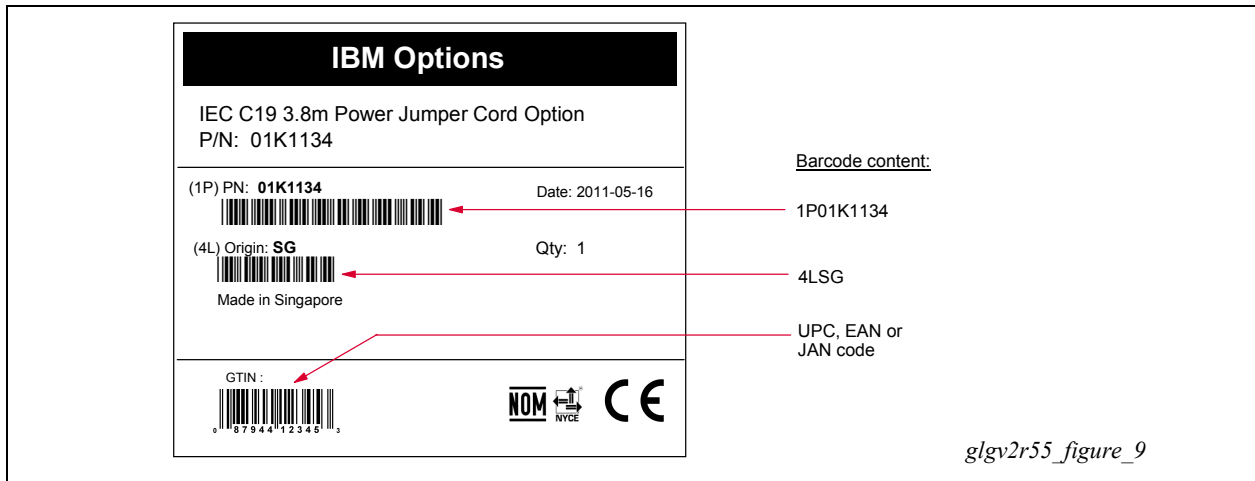 IBM Options
IEC C19 3.8m Power Jumper Cord Option
P/N: 01K1134
(1P) PN: 01K1134
Date: 2011-05-16
(4L) Origin: SG
Qty: 1
Made in Singapore
GTIN :
0 87944 12345 3
NOM
NYCE
CE
Barcode content:
1P01K1134
4LSG
UPC, EAN or
JAN code
glgv2r55_figure_9